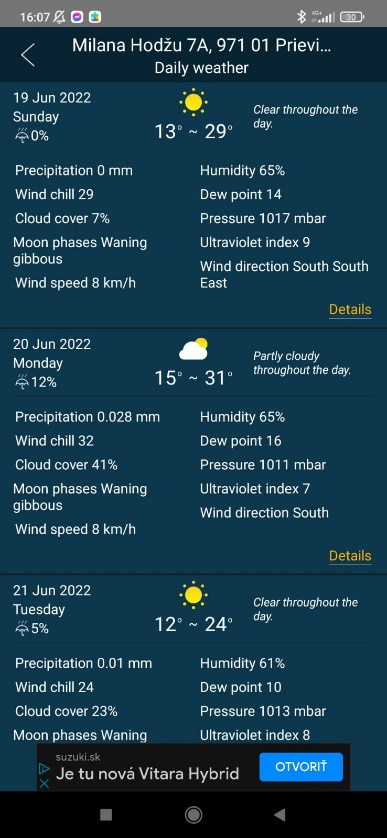 16:07 4G+ 30
Milana Hodžu 7A, 971 01 Prievi...
Daily weather
19 Jun 2022
Sunday
0%
13° ~ 29°
Clear throughout the
day.
Precipitation 0 mm
Humidity 65%
Wind chill 29
Dew point 14
Cloud cover 7%
Pressure 1017 mbar
Moon phases Waning
gibbous
Ultraviolet index 9
Wind speed 8 km/h
Wind direction South South
East
Details
20 Jun 2022
Monday
12%
15° ~ 31°
Partly cloudy
throughout the day.
Precipitation 0.028 mm
Humidity 65%
Wind chill 32
Dew point 16
Cloud cover 41%
Pressure 1011 mbar
Moon phases Waning
gibbous
Ultraviolet index 7
Wind speed 8 km/h
Wind direction South
Details
21 Jun 2022
Tuesday
5%
12° ~ 24°
Clear throughout the
day.
Precipitation 0.01 mm
Humidity 61%
Wind chill 24
Dew point 10
Cloud cover 23%
Pressure 1013 mbar
Moon phases Waning
Ultraviolet index 8
suzuki.sk
Je tu nová Vitara Hybrid
OTVORIŤ